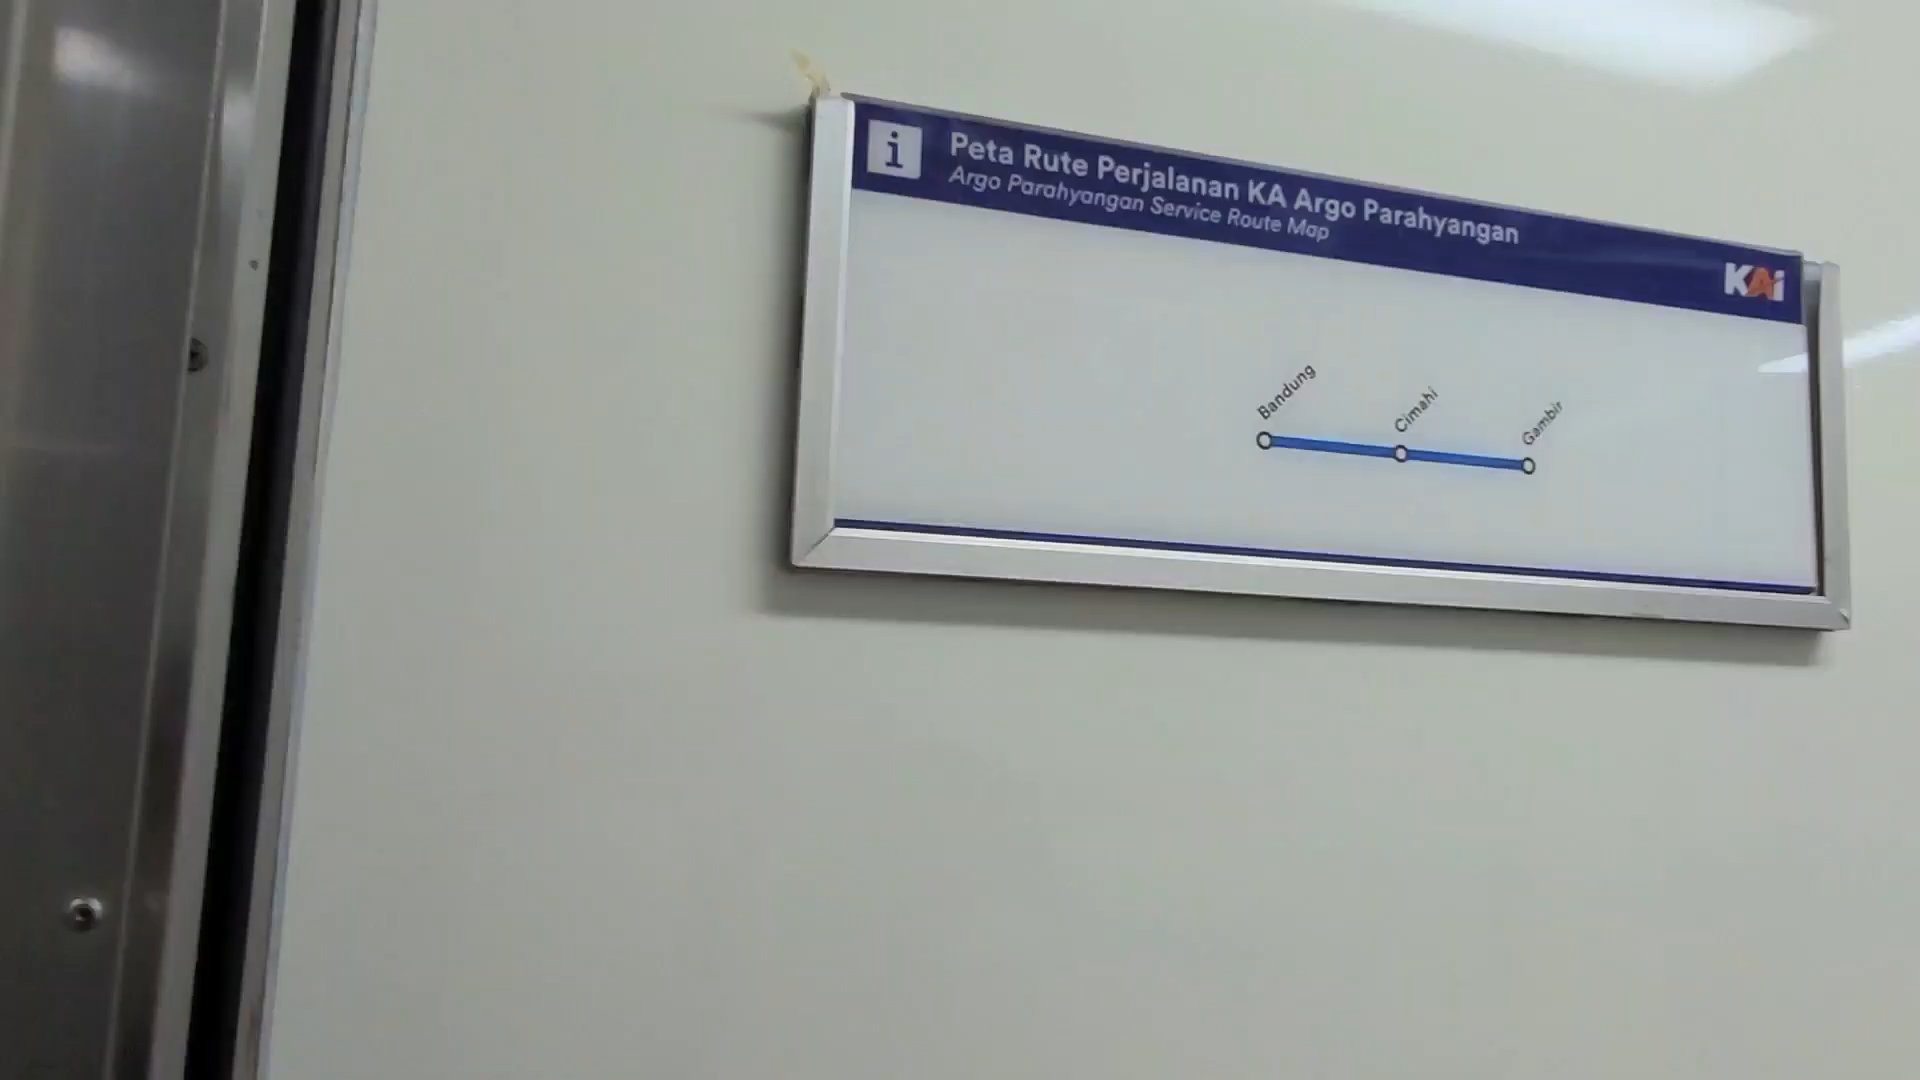 i
Peta Rute Perjalanan KA Argo Parahyangan
Argo Parahyangan Service Route Map
KAI
Bandung
Cimahi
Gambir